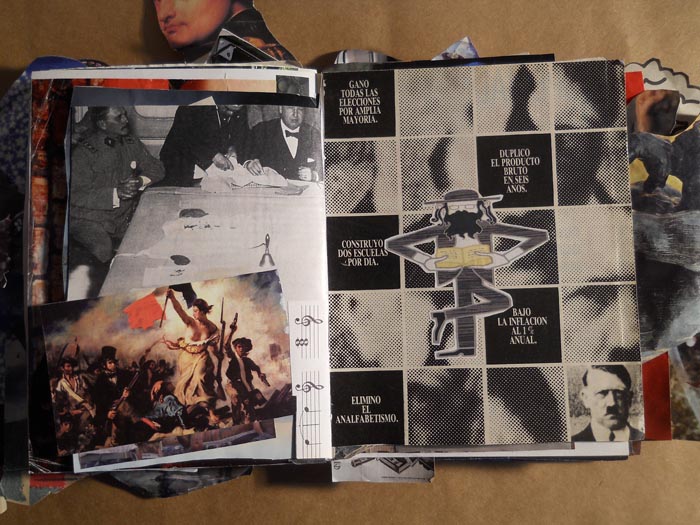 GANO
TODAS LAS
ELECCIONES
POR AMPLIA
MAYORIA.
DUPLICO
EL PRODUCTO
BRUTO
EN SEIS
AÑOS.
CONSTRUYO
DOS ESCUELAS
POR DIA.
BAJO
LA INFLACION
AL 1%
ANUAL.
ELIMINO
EL
ANALFABETISMO.